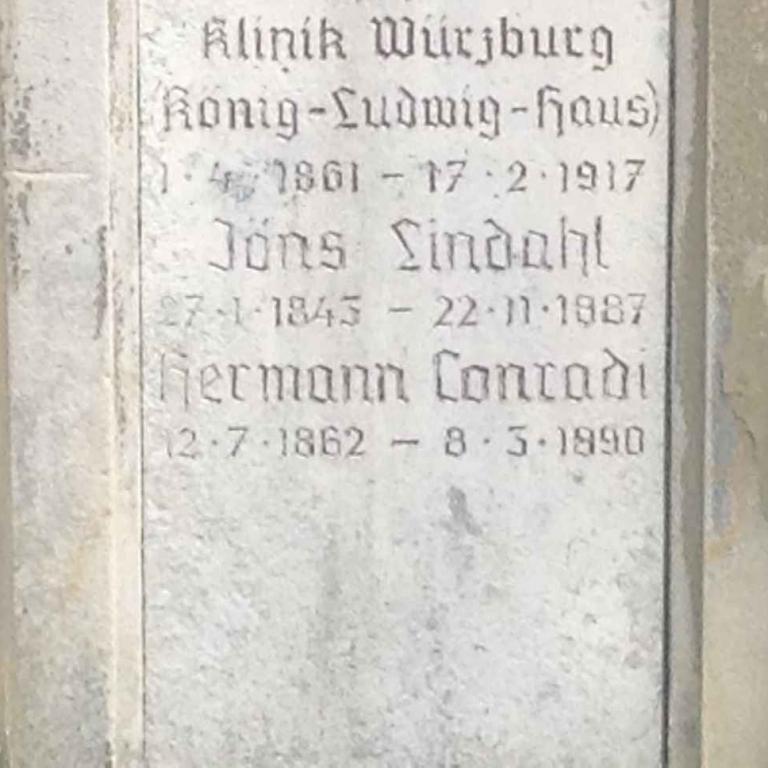 Klinik Würzburg
(König-Ludwig-Haus)
1·4·1861 – 17·2·1917
Jöns Lindahl
27·1·1843 – 22·11·1887
Hermann Conradi
12·7·1862 – 8·3·1890